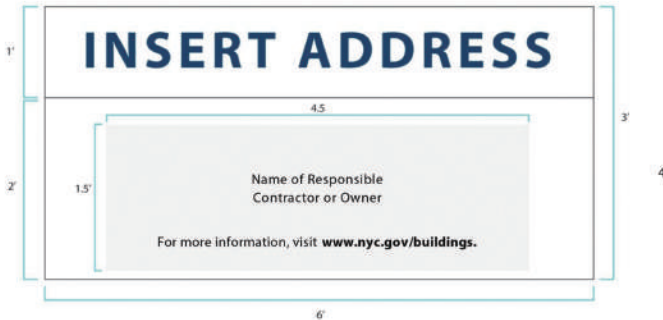 INSERT ADDRESS
1'
4.5
3'
4
2'
1.5'
Name of Responsible
Contractor or Owner
For more information, visit www.nyc.gov/buildings.
6'